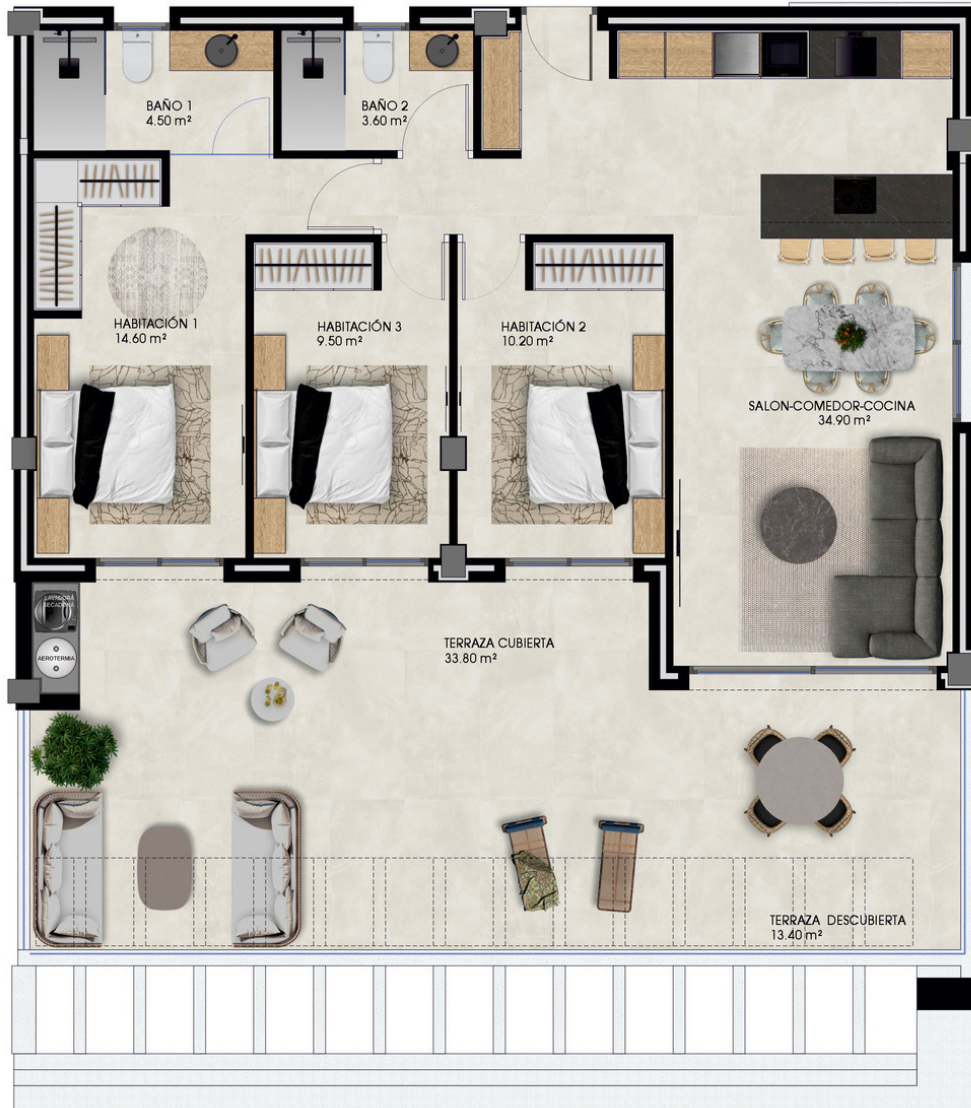 BAÑO 1
4.50 m²
BAÑO 2
3.60 m²
HABITACIÓN 1
14.60 m²
HABITACIÓN 3
9.50 m²
HABITACIÓN 2
10.20 m²
SALON-COMEDOR-COCINA
34.90 m²
LAVADORA
SECADORA
AEROTERMIA
TERRAZA CUBIERTA
33.80 m²
TERRAZA DESCUBIERTA
13.40 m²